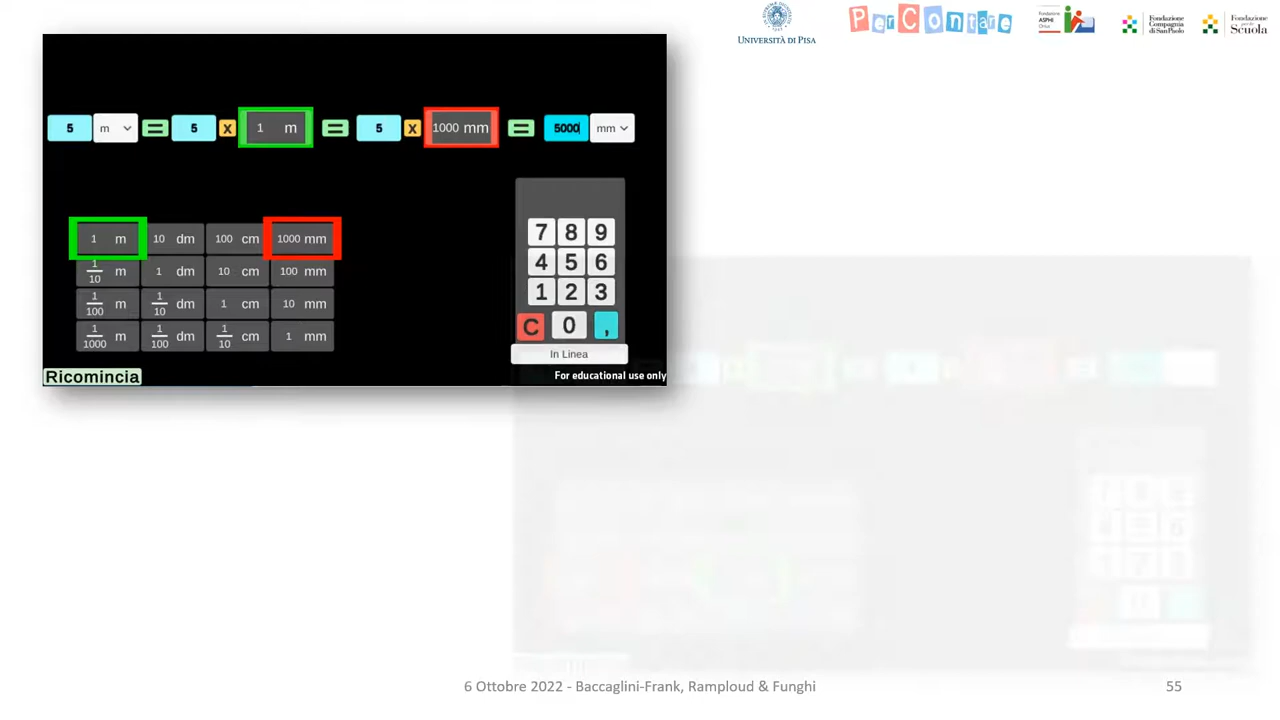 UNIVERSITÀ DI PISA
PerContare
Fondazione
ASPHI
Onlus
Fondazione
Compagnia
di San Paolo
Fondazione
per la
Scuola
5 m = 5 x 1 m = 5 x 1000 mm = 5000 mm
1 m 10 dm 100 cm 1000 mm
1/10 m 1 dm 10 cm 100 mm
1/100 m 1/10 dm 1 cm 10 mm
1/1000 m 1/100 dm 1/10 cm 1 mm
7 8 9
4 5 6
1 2 3
C 0 ,
In Linea
Ricomincia
For educational use only
6 Ottobre 2022 - Baccaglini-Frank, Ramploud & Funghi
55